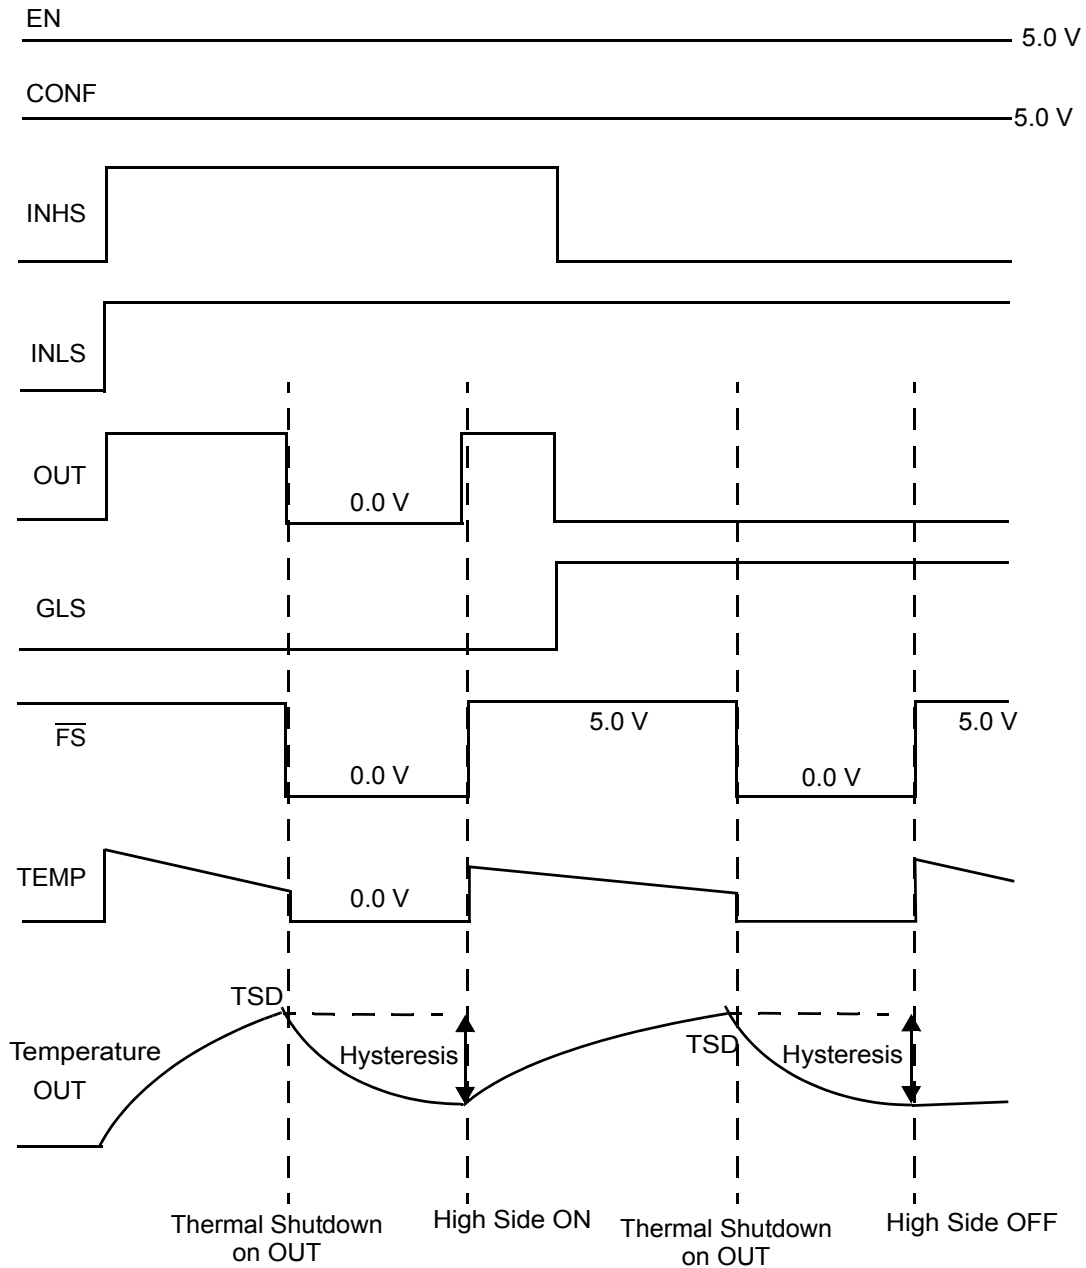 EN
5.0 V
CONF
5.0 V
INHS
INLS
OUT
0.0 V
GLS
FS
5.0 V
5.0 V
0.0 V
0.0 V
TEMP
0.0 V
TSD
Temperature
OUT
Hysteresis
TSD
Hysteresis
Thermal Shutdown
on OUT
High Side ON
Thermal Shutdown
on OUT
High Side OFF